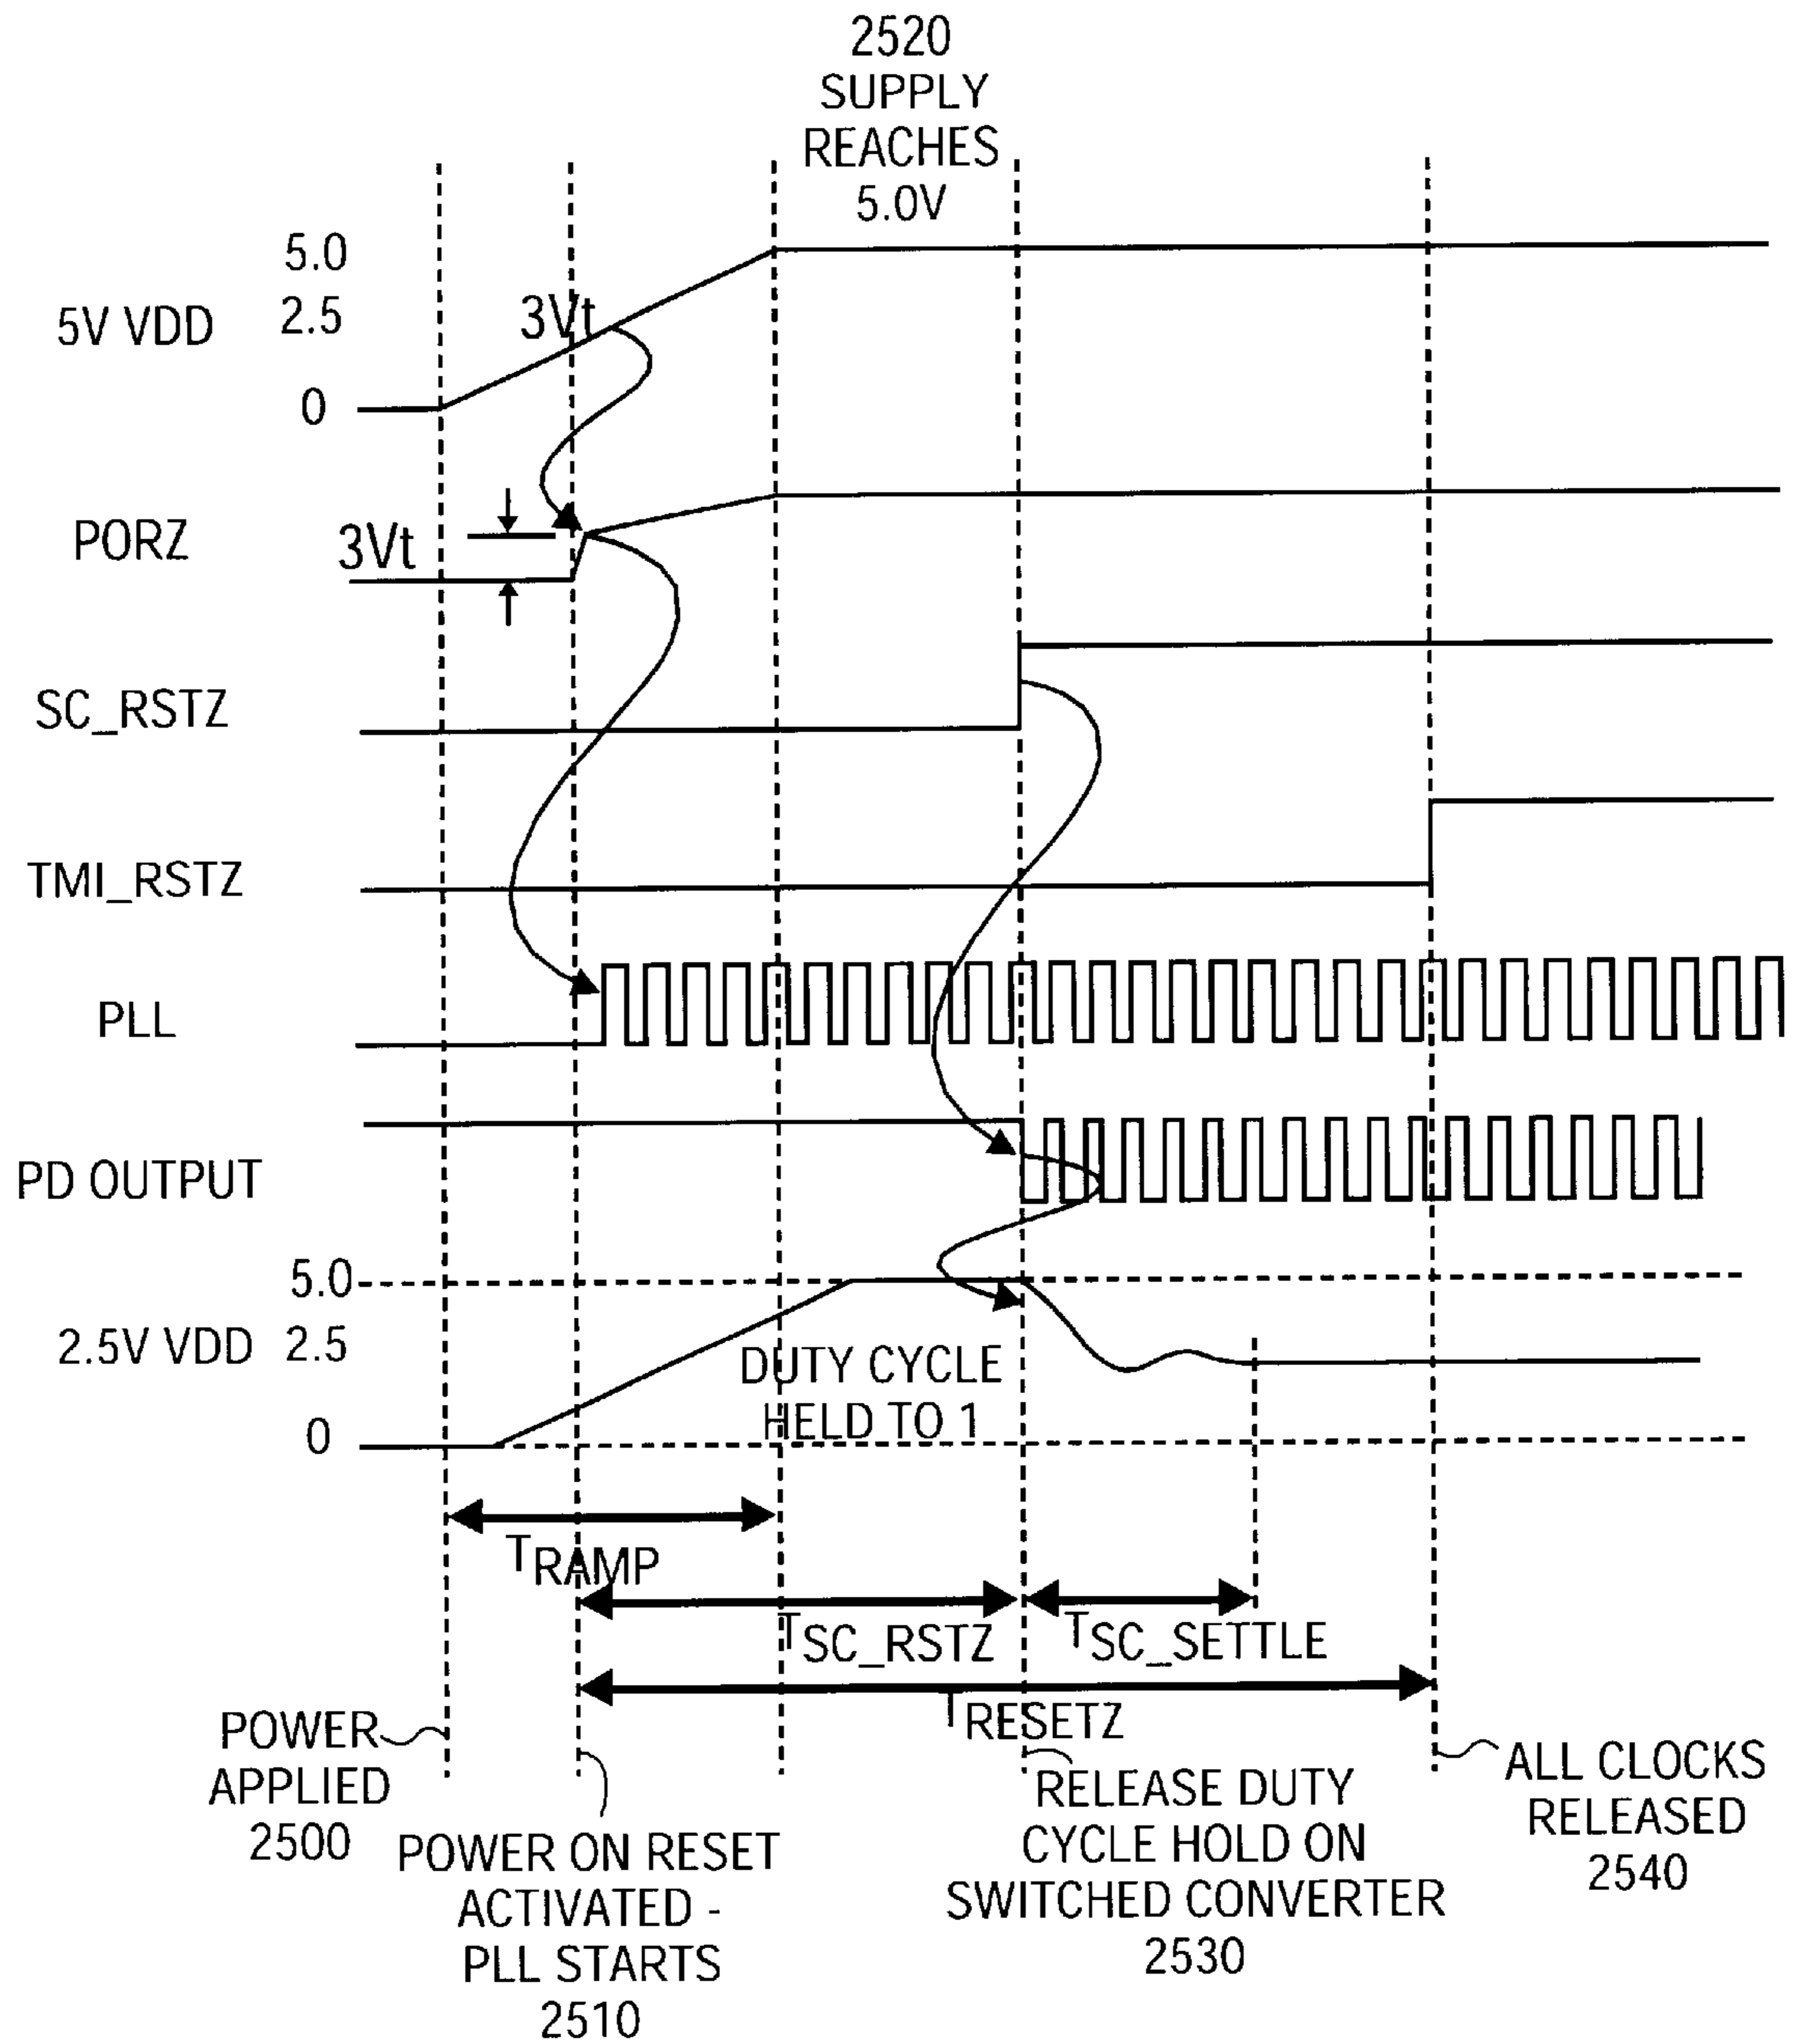 2520
SUPPLY
REACHES
5.0V
5.0
2.5
5V VDD
3Vt
0
PORZ
3Vt
SC_RSTZ
TMI_RSTZ
PLL
PD OUTPUT
5.0
2.5V VDD 2.5
DUTY CYCLE
HELD TO 1
0
TRAMP
TSC_RSTZ
TSC_SETTLE
TRESETZ
POWER
APPLIED
2500
POWER ON RESET
ACTIVATED -
PLL STARTS
2510
RELEASE DUTY
CYCLE HOLD ON
SWITCHED CONVERTER
2530
ALL CLOCKS
RELEASED
2540